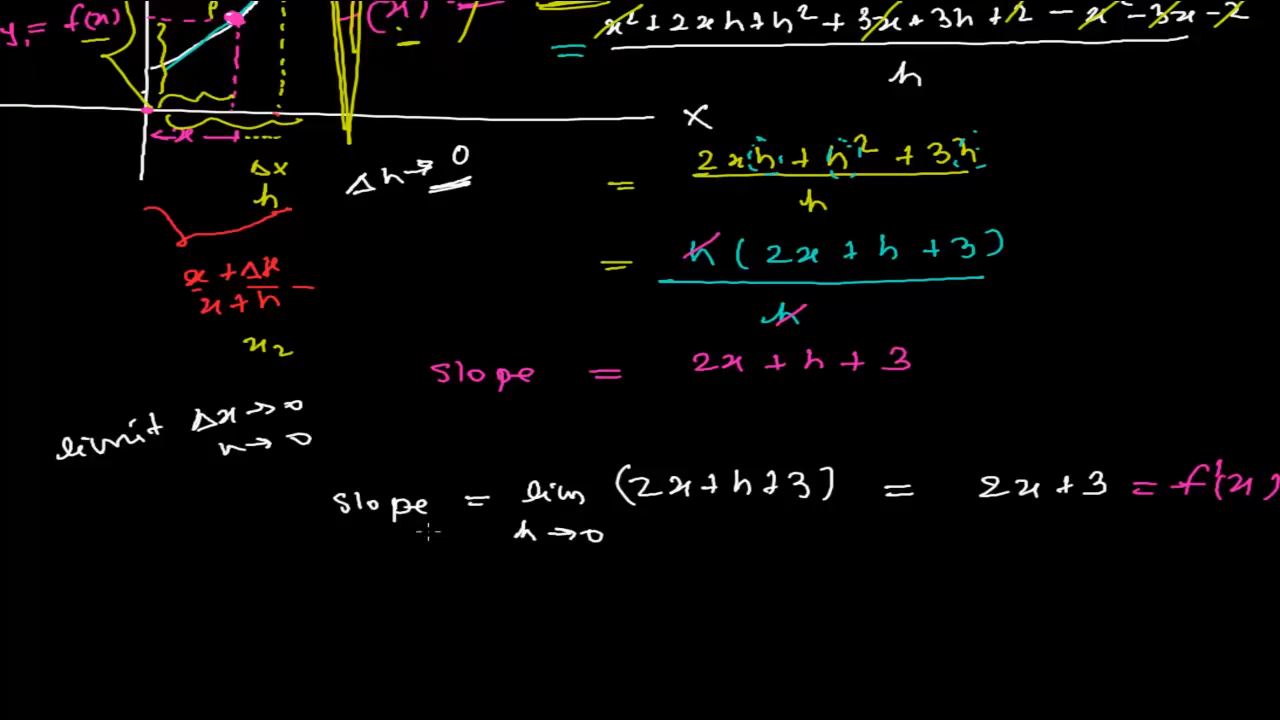 y₁ = f(x)
P
(x)
= x² + 2xh + h² + 3x + 3h + 2 - x² - 3x - 2
h
x
X
Δx
h
Δh → 0
= 2xh + h² + 3h
h
x + Δx
x + h
= h (2x + h + 3)
h
x₂
slope = 2x + h + 3
limit Δx → 0
h → 0
slope = lim (2x + h + 3) = 2x + 3 = f'(x)
h → 0